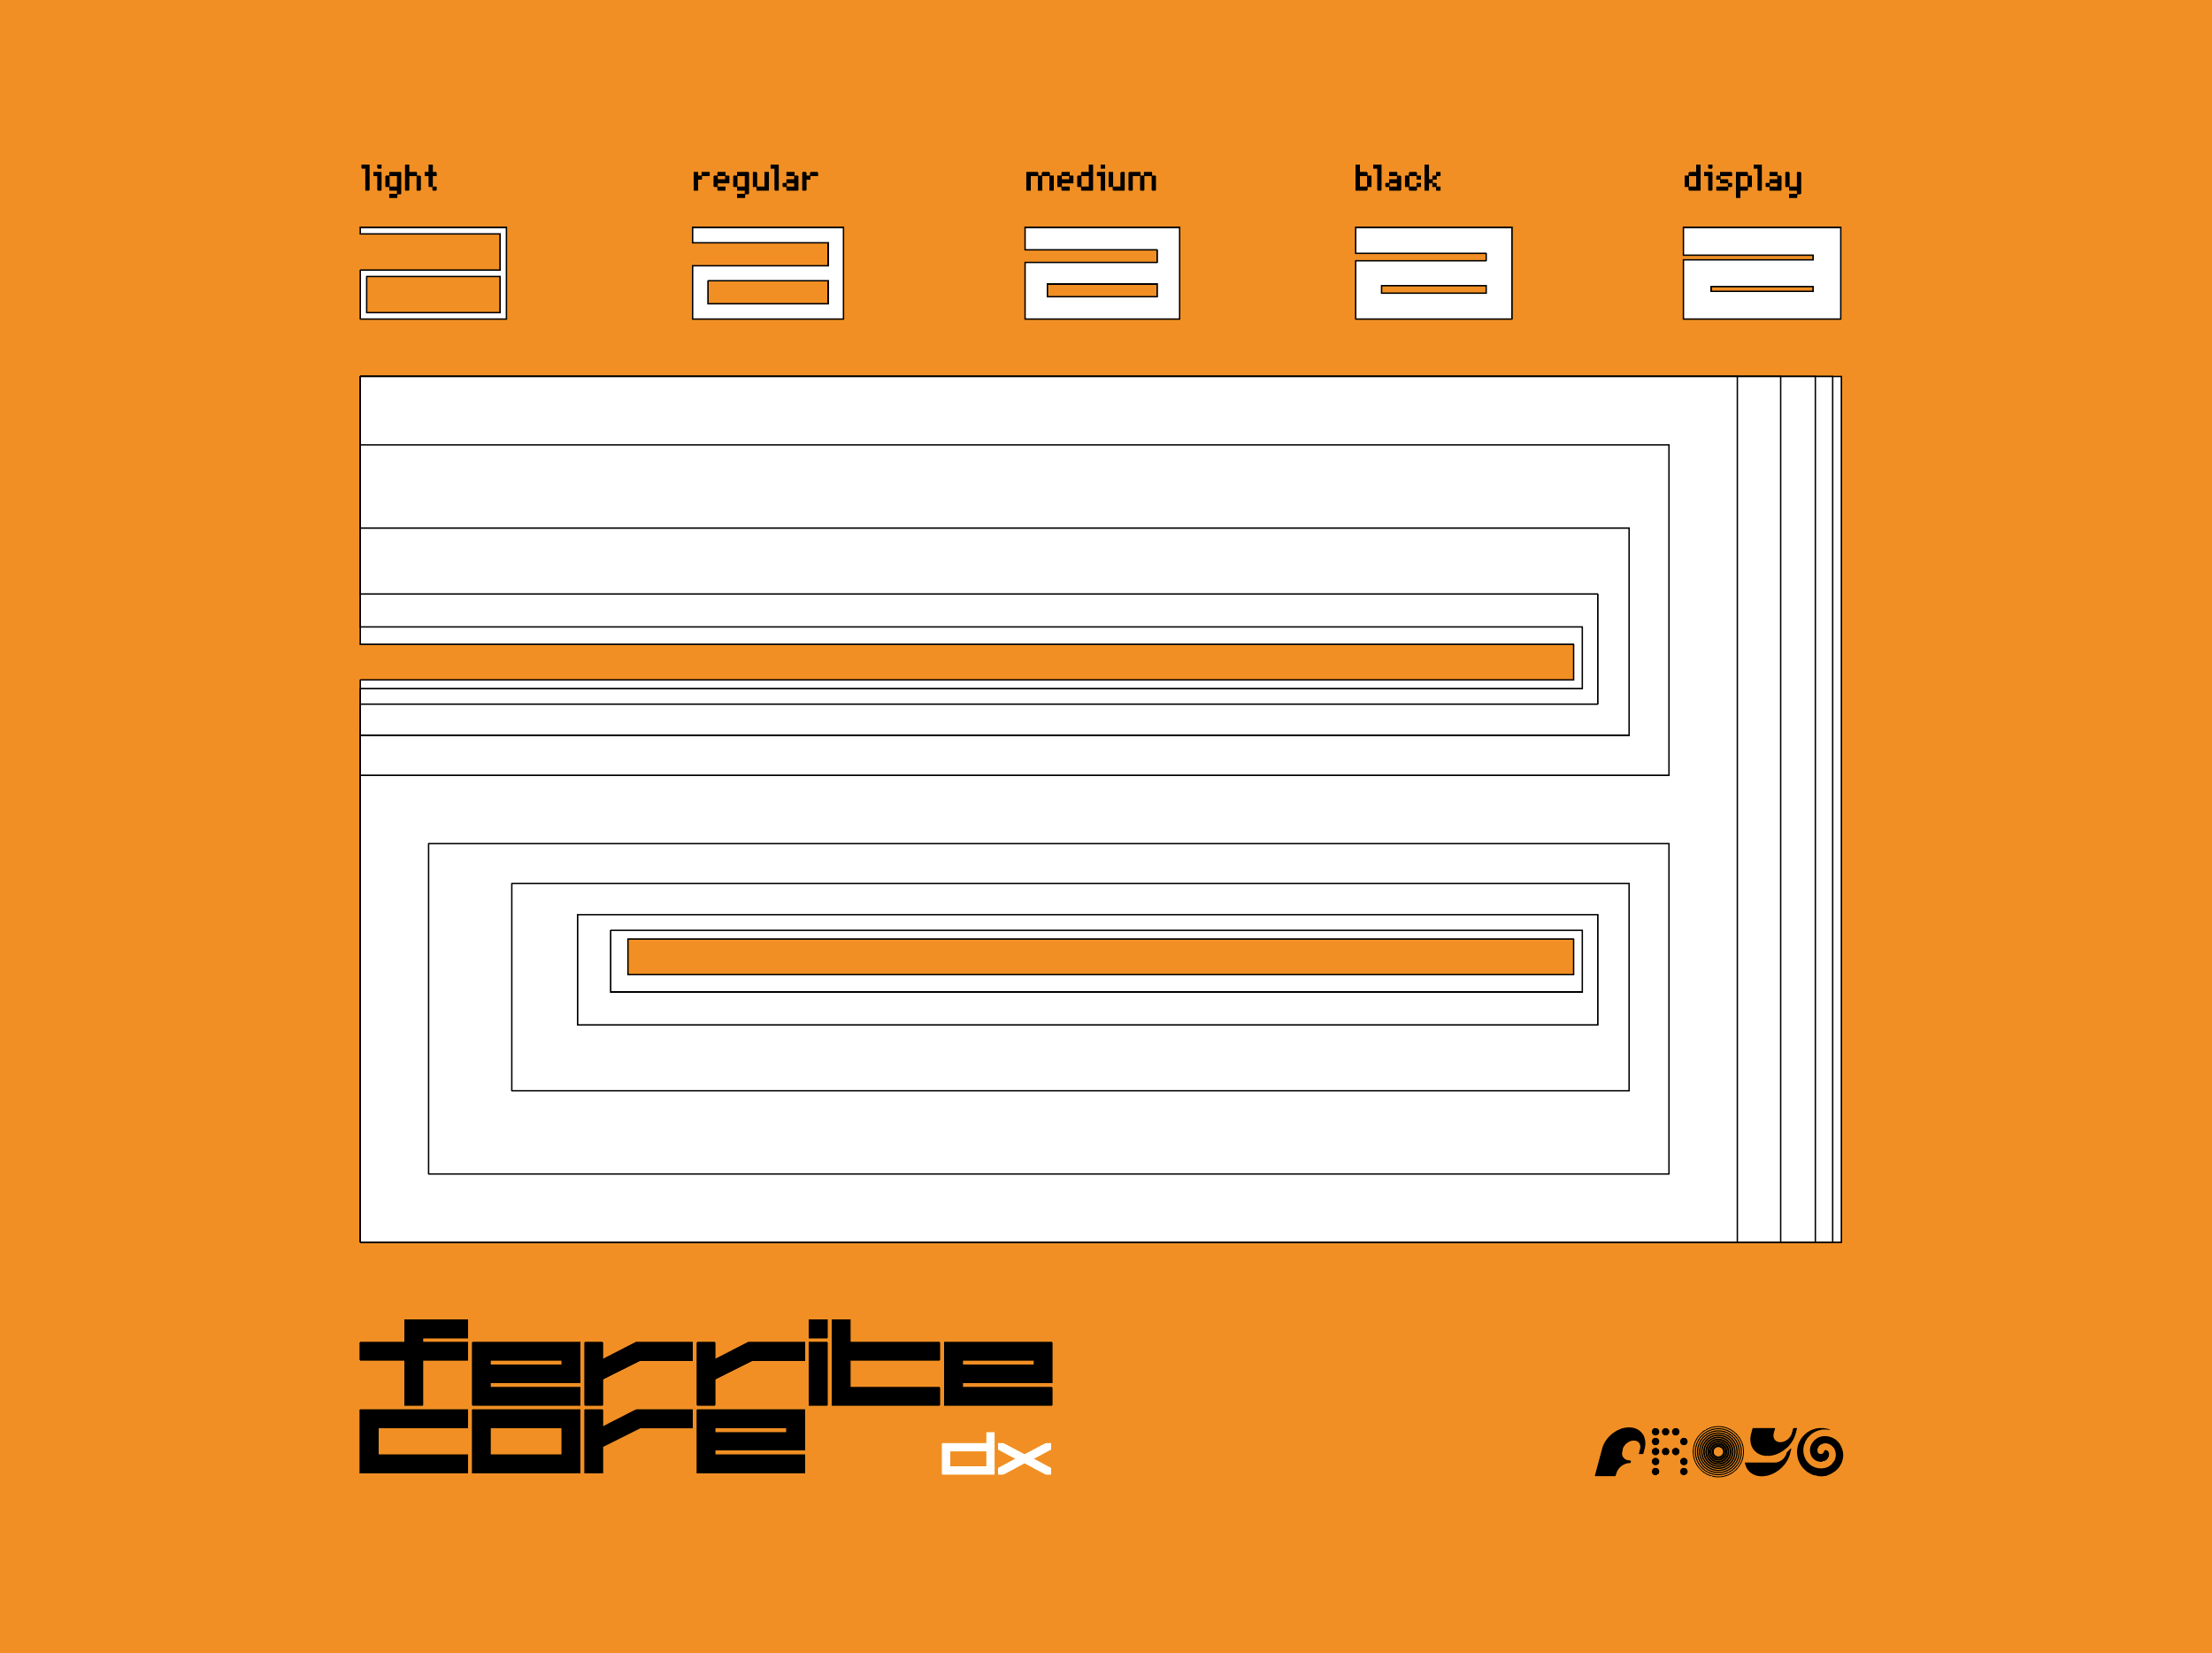 light regular medium black display
a a a a a
a
ferrite
core dx
FROYO